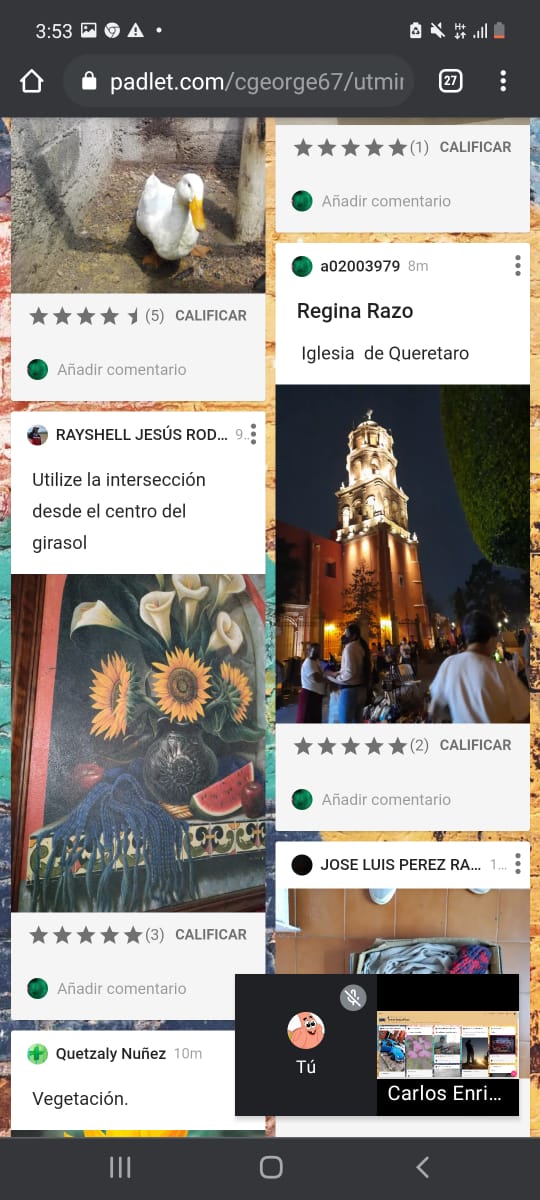 3:53
padlet.com/cgeorge67/utmir
27
(5) CALIFICAR
Añadir comentario
RAYSHELL JESÚS ROD... 9..
Utilize la intersección
desde el centro del
girasol
(3) CALIFICAR
Añadir comentario
Quetzaly Nuñez 10m
Vegetación.
(1) CALIFICAR
Añadir comentario
a02003979 8m
Regina Razo
Iglesia de Queretaro
(2) CALIFICAR
Añadir comentario
JOSE LUIS PEREZ RA... 1...
Tú
Carlos Enri...